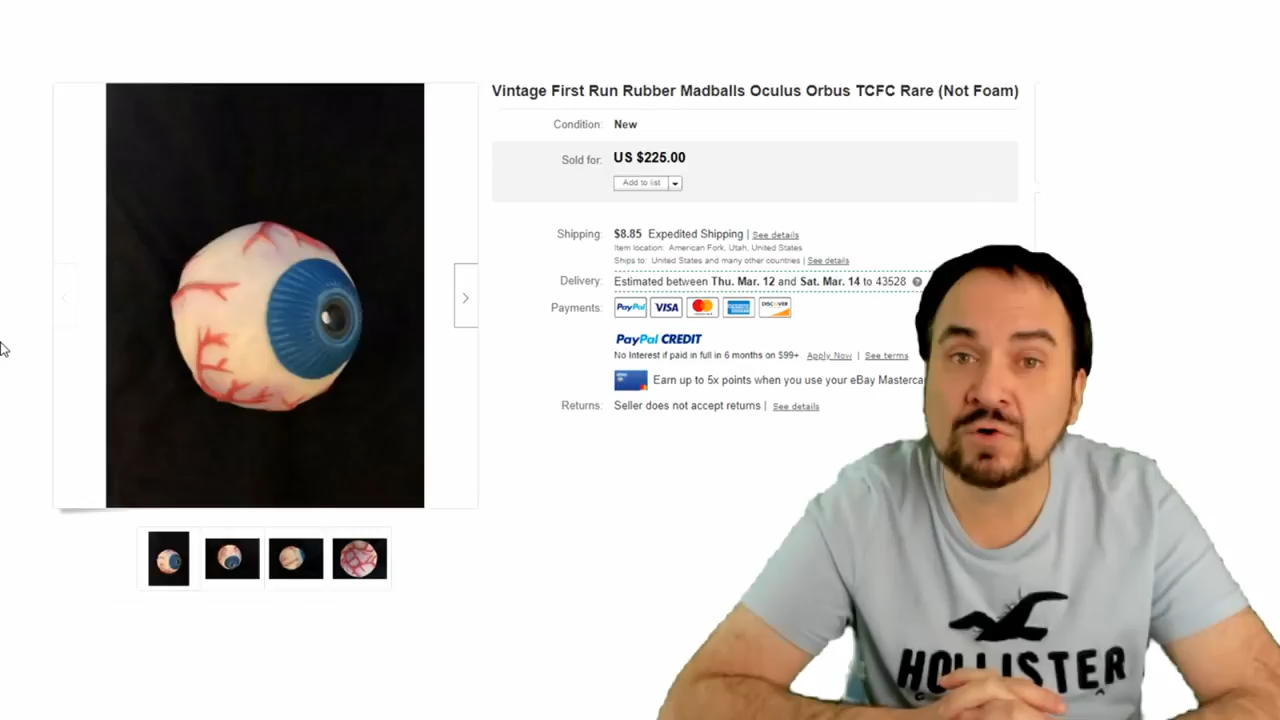 Vintage First Run Rubber Madballs Oculus Orbus TCFC Rare (Not Foam)
Condition: New
Sold for: US $225.00
Add to list
Shipping: $8.85 Expedited Shipping | See details
Item location: American Fork, Utah, United States
Ships to: United States and many other countries | See details
Delivery: Estimated between Thu. Mar. 12 and Sat. Mar. 14 to 43528
Payments: PayPal VISA MasterCard AMERICAN EXPRESS DISCOVER
PayPal CREDIT
No Interest if paid in full in 6 months on $99+ Apply Now | See terms
Earn up to 5x points when you use your eBay Masterca
Returns: Seller does not accept returns | See details
HOLLISTER